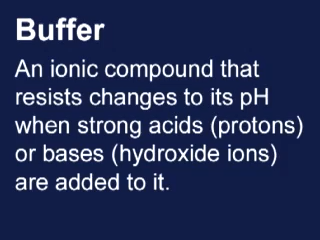 Buffer
An ionic compound that
resists changes to its pH
when strong acids (protons)
or bases (hydroxide ions)
are added to it.